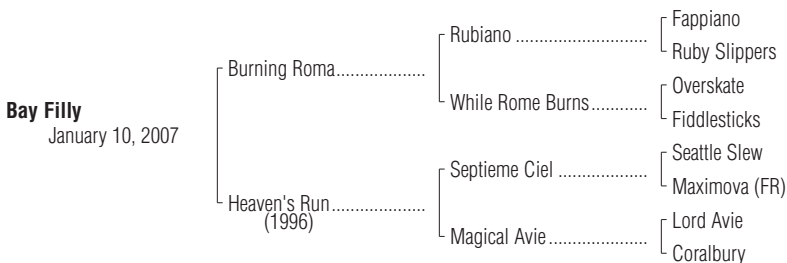 Fappiano
Rubiano ............................
Ruby Slippers
Burning Roma...................
Overskate
While Rome Burns............
Fiddlesticks
Bay Filly
January 10, 2007
Seattle Slew
Septieme Ciel ...................
Maximova (FR)
Heaven's Run....................
(1996)
Lord Avie
Magical Avie.....................
Coralbury